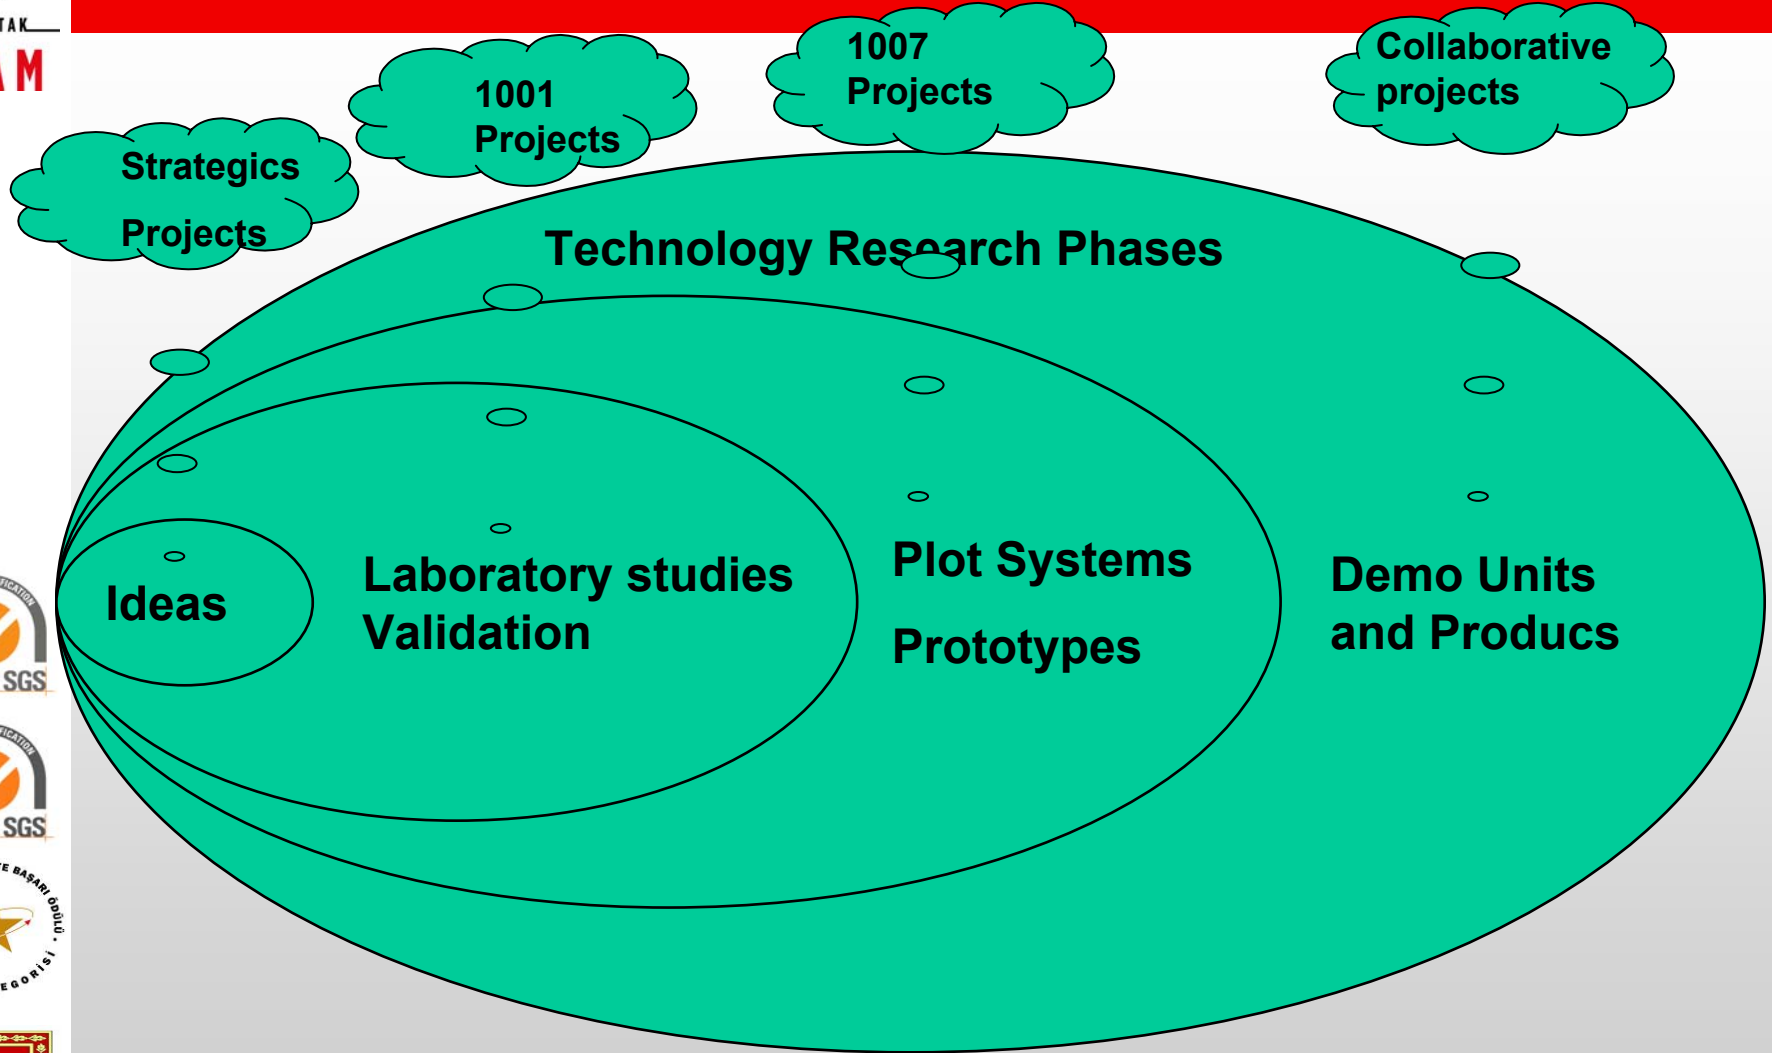 Strategics
Projects
1001
Projects
1007
Projects
Collaborative
projects
Technology Research Phases
Ideas
Laboratory studies
Validation
Plot Systems
Prototypes
Demo Units
and Producs
SGS
SGS